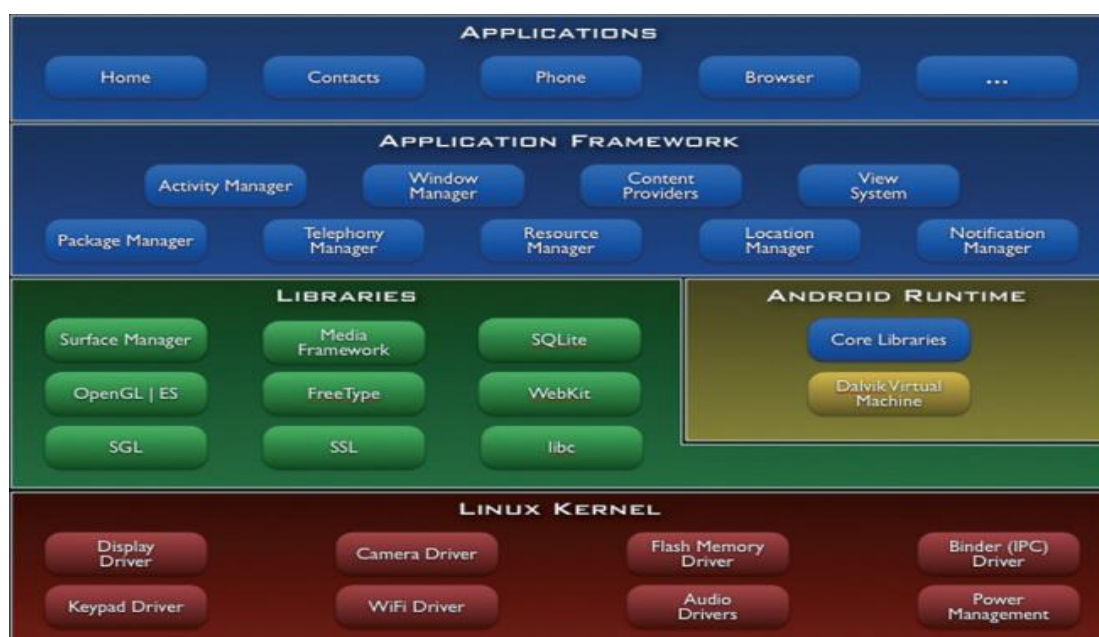 APPLICATIONS
Home
Contacts
Phone
Browser
...
APPLICATION FRAMEWORK
Activity Manager
Window
Manager
Content
Providers
View
System
Package Manager
Telephony
Manager
Resource
Manager
Location
Manager
Notification
Manager
LIBRARIES
Surface Manager
Media
Framework
SQLite
OpenGL | ES
FreeType
WebKit
SGL
SSL
libc
ANDROID RUNTIME
Core Libraries
Dalvik Virtual
Machine
LINUX KERNEL
Display
Driver
Camera Driver
Flash Memory
Driver
Binder (IPC)
Driver
Keypad Driver
WiFi Driver
Audio
Drivers
Power
Management